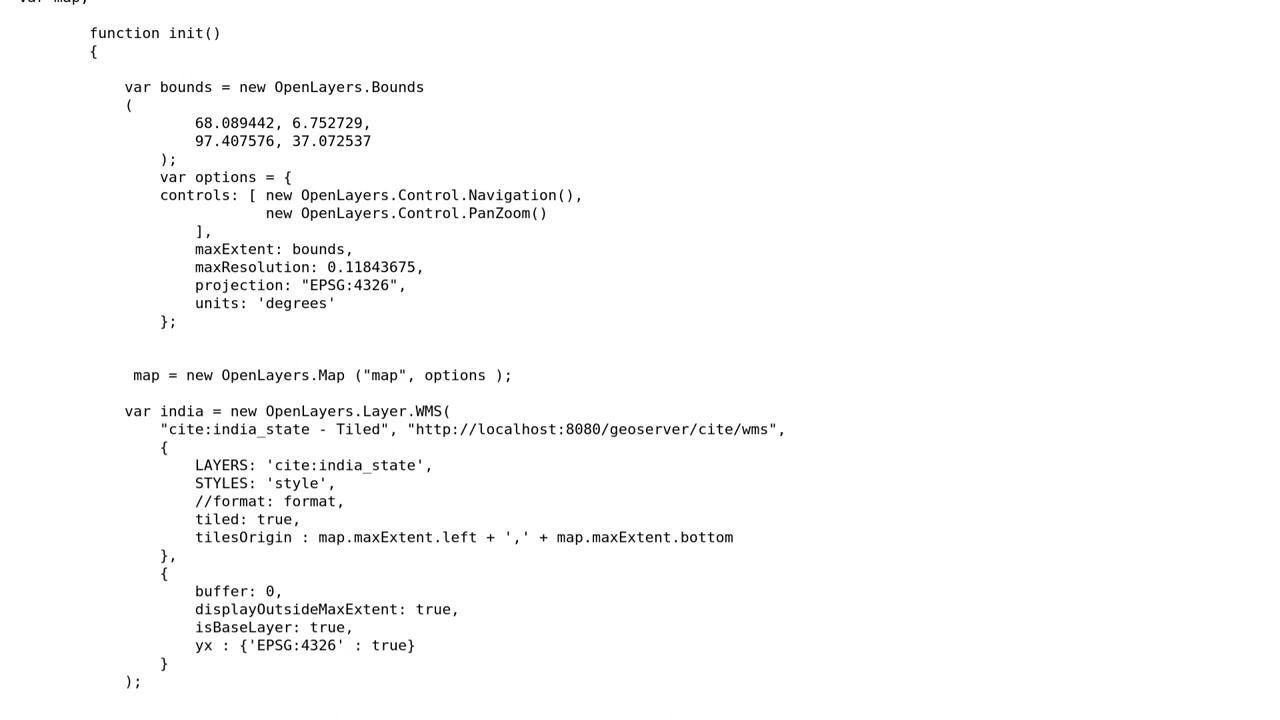 var map;
function init()
{
var bounds = new OpenLayers.Bounds
(
68.089442, 6.752729,
97.407576, 37.072537
);
var options = {
controls: [ new OpenLayers.Control.Navigation(),
new OpenLayers.Control.PanZoom()
],
maxExtent: bounds,
maxResolution: 0.11843675,
projection: "EPSG:4326",
units: 'degrees'
};
map = new OpenLayers.Map ("map", options );
var india = new OpenLayers.Layer.WMS(
"cite:india_state - Tiled", "http://localhost:8080/geoserver/cite/wms",
{
LAYERS: 'cite:india_state',
STYLES: 'style',
//format: format,
tiled: true,
tilesOrigin : map.maxExtent.left + ',' + map.maxExtent.bottom
},
{
buffer: 0,
displayOutsideMaxExtent: true,
isBaseLayer: true,
yx : {'EPSG:4326' : true}
}
);